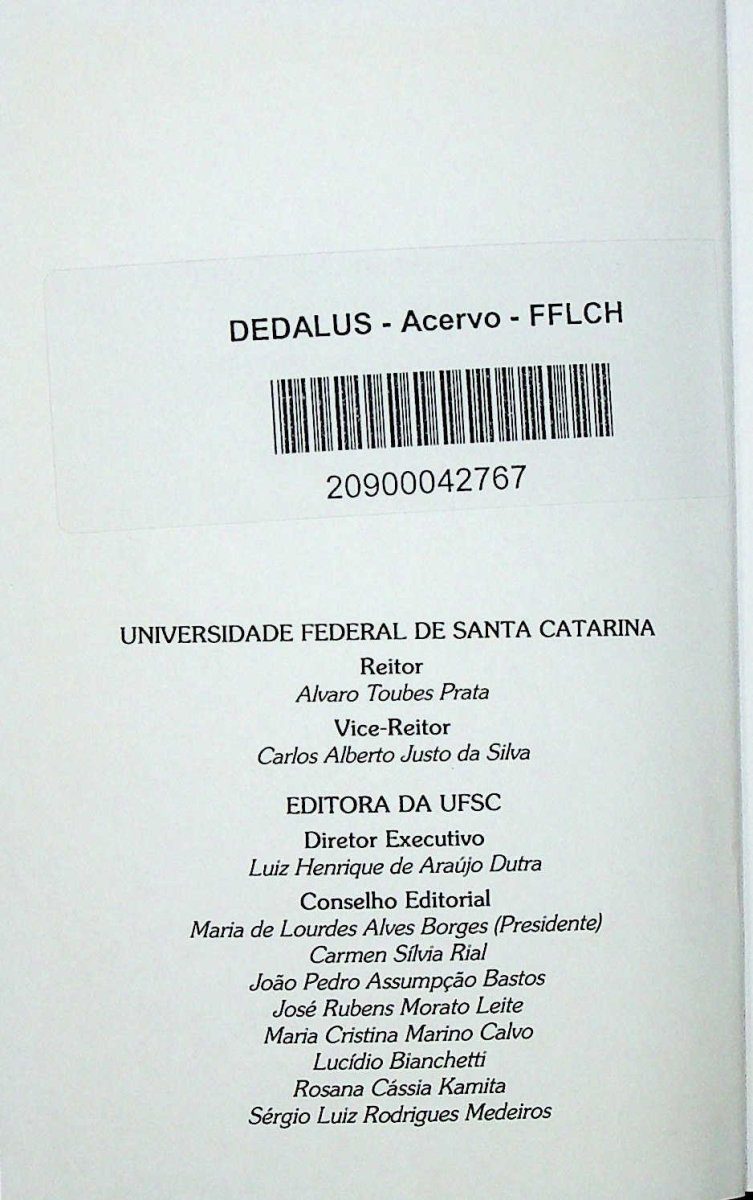 DEDALUS - Acervo - FFLCH
20900042767
UNIVERSIDADE FEDERAL DE SANTA CATARINA
Reitor
Alvaro Toubes Prata
Vice-Reitor
Carlos Alberto Justo da Silva
EDITORA DA UFSC
Diretor Executivo
Luiz Henrique de Araújo Dutra
Conselho Editorial
Maria de Lourdes Alves Borges (Presidente)
Carmen Sílvia Rial
João Pedro Assumpção Bastos
José Rubens Morato Leite
Maria Cristina Marino Calvo
Lucídio Bianchetti
Rosana Cássia Kamita
Sérgio Luiz Rodrigues Medeiros